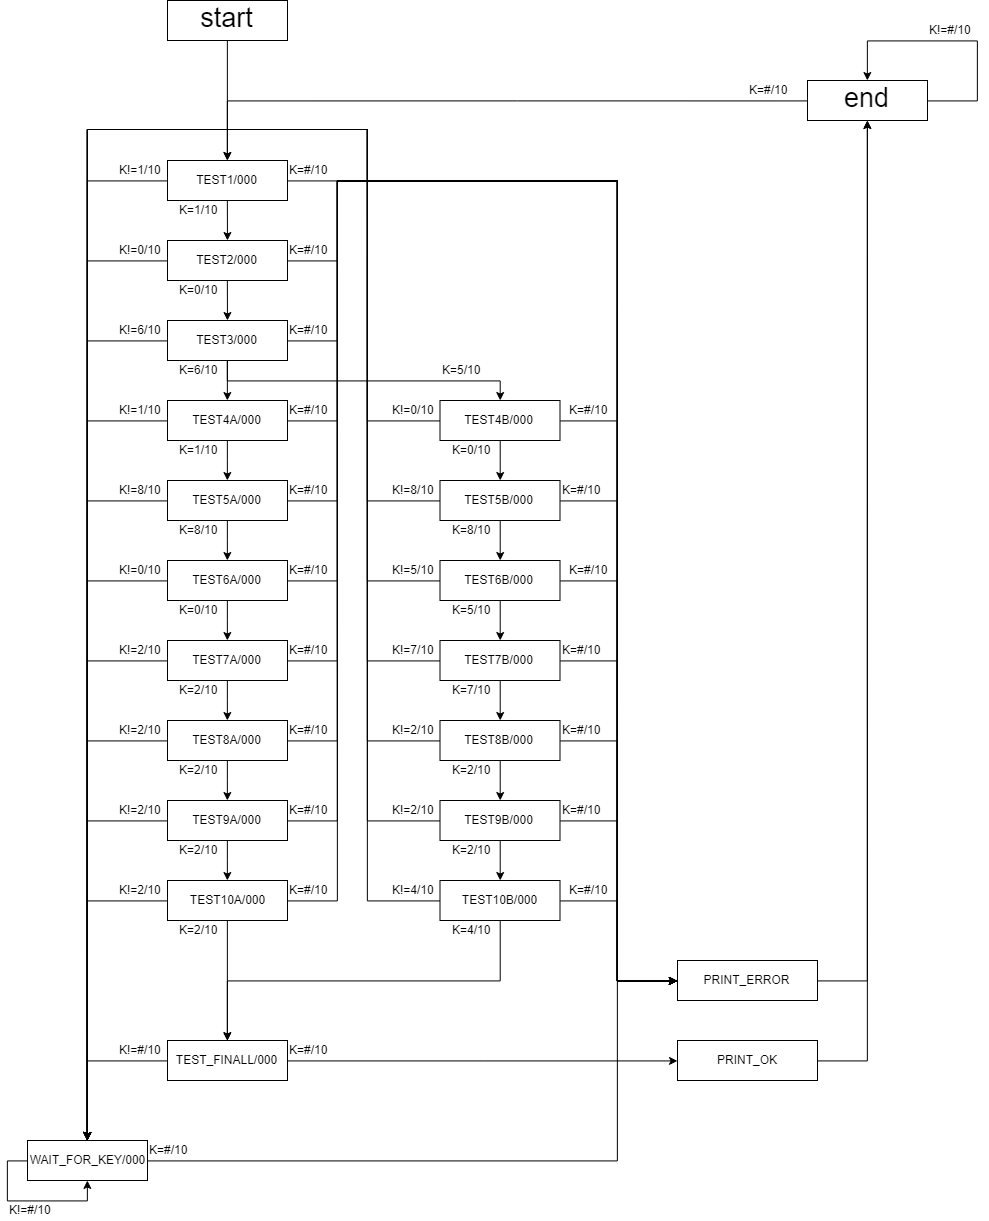 start
K!=#/10
K=#/10
end
K!=1/10
K=#/10
TEST1/000
K=1/10
K!=0/10
K=#/10
TEST2/000
K=0/10
K!=6/10
K=#/10
TEST3/000
K=6/10
K=5/10
K!=1/10
K=#/10
K!=0/10
K=#/10
TEST4A/000
TEST4B/000
K=1/10
K=0/10
K!=8/10
K=#/10
K!=8/10
K=#/10
TEST5A/000
TEST5B/000
K=8/10
K=8/10
K!=0/10
K=#/10
K!=5/10
K=#/10
TEST6A/000
TEST6B/000
K=0/10
K=5/10
K!=2/10
K=#/10
K!=7/10
K=#/10
TEST7A/000
TEST7B/000
K=2/10
K=7/10
K!=2/10
K=#/10
K!=2/10
K=#/10
TEST8A/000
TEST8B/000
K=2/10
K=2/10
K!=2/10
K=#/10
K!=2/10
K=#/10
TEST9A/000
TEST9B/000
K=2/10
K=2/10
K!=2/10
K=#/10
K!=4/10
K=#/10
TEST10A/000
TEST10B/000
K=2/10
K=4/10
PRINT_ERROR
K!=#/10
K=#/10
TEST_FINALL/000
PRINT_OK
K=#/10
WAIT_FOR_KEY/000
K!=#/10